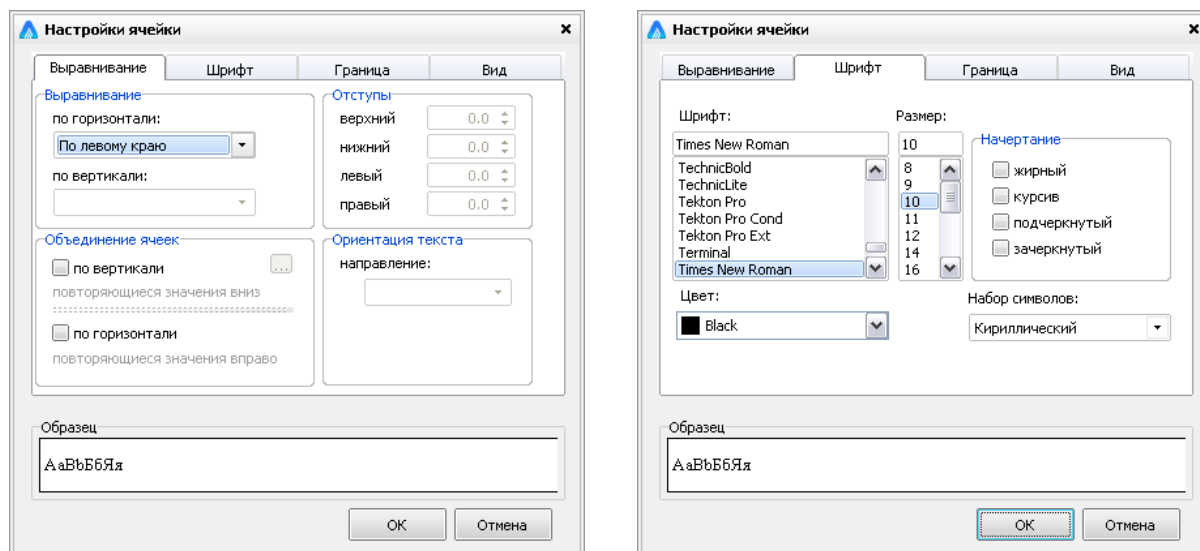 Настройки ячейки
Выравнивание Шрифт Граница Вид
Выравнивание
по горизонтали:
По левому краю
по вертикали:
Отступы
верхний 0.0
нижний 0.0
левый 0.0
правый 0.0
Объединение ячеек
по вертикали ...
повторяющиеся значения вниз
по горизонтали
повторяющиеся значения вправо
Ориентация текста
направление:
Образец
АаВЬБбЯя
ОК Отмена
Настройки ячейки
Выравнивание Шрифт Граница Вид
Шрифт:
Times New Roman
TechnicBold
TechnicLite
Tekton Pro
Tekton Pro Cond
Tekton Pro Ext
Terminal
Times New Roman
Размер:
10
8
9
10
11
12
14
16
Начертание
жирный
курсив
подчеркнутый
зачеркнутый
Цвет:
Black
Набор символов:
Кириллический
Образец
АаВЬБбЯя
ОК Отмена